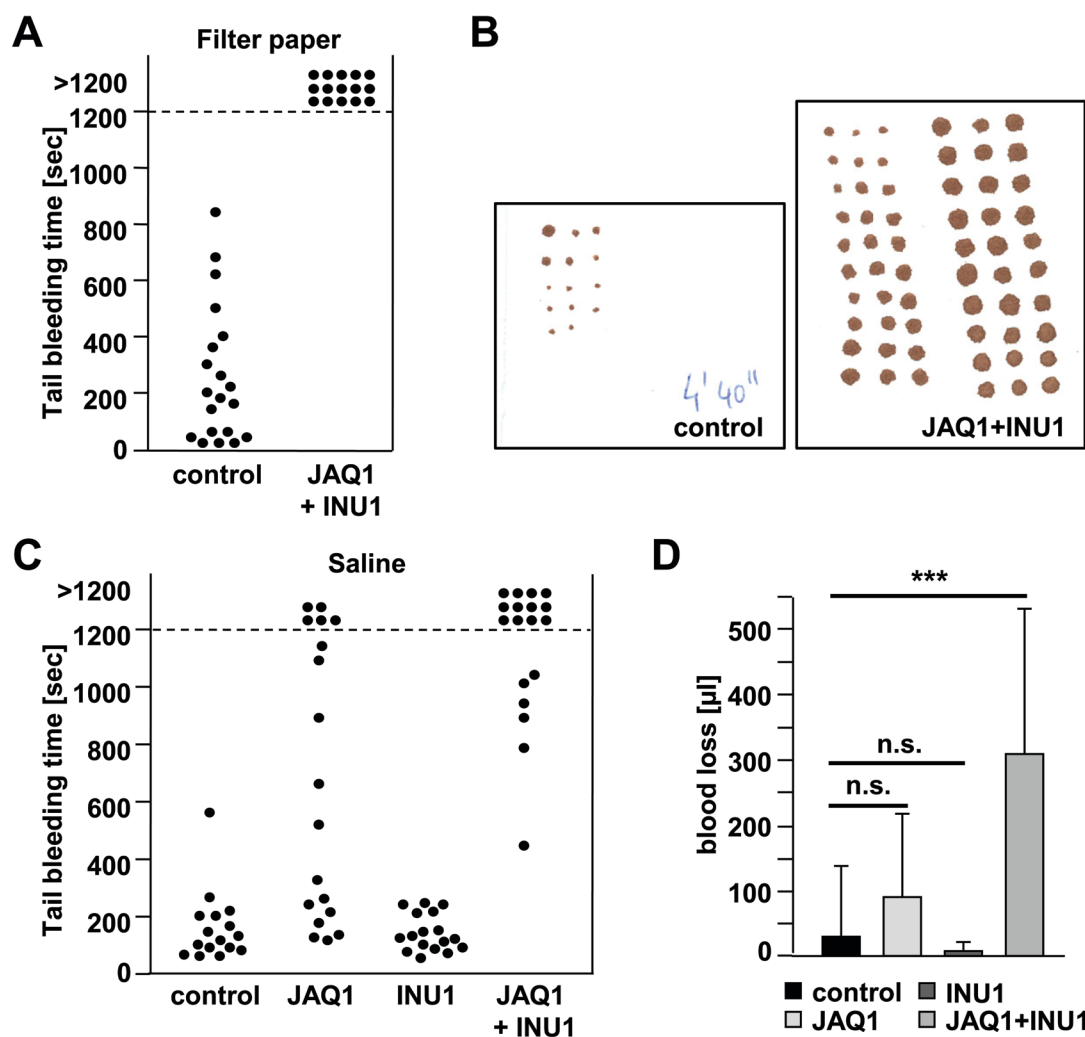 A
Filter paper
Tail bleeding time [sec]
>1200
1200
1000
800
600
400
200
0
control
JAQ1
+ INU1
B
4' 40"
control
JAQ1+INU1
C
Saline
Tail bleeding time [sec]
>1200
1200
1000
800
600
400
200
0
control
JAQ1
INU1
JAQ1
+ INU1
D
***
n.s.
n.s.
blood loss [µl]
500
400
300
200
100
0
control
INU1
JAQ1
JAQ1+INU1